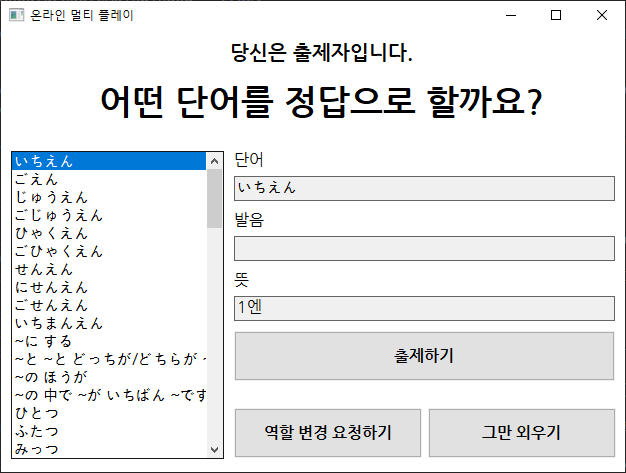 온라인 멀티 플레이
당신은 출제자입니다.
어떤 단어를 정답으로 할까요?
いちえん
ごえん
じゅうえん
ごじゅうえん
ひゃくえん
ごひゃくえん
せんえん
にせんえん
ごせんえん
いちまんえん
~に する
~と ~と どっちが/どちらが ~
~の ほうが
~の 中で ~が いちばん ~です
ひとつ
ふたつ
みっつ
단어
いちえん
발음
뜻
1엔
출제하기
역할 변경 요청하기
그만 외우기